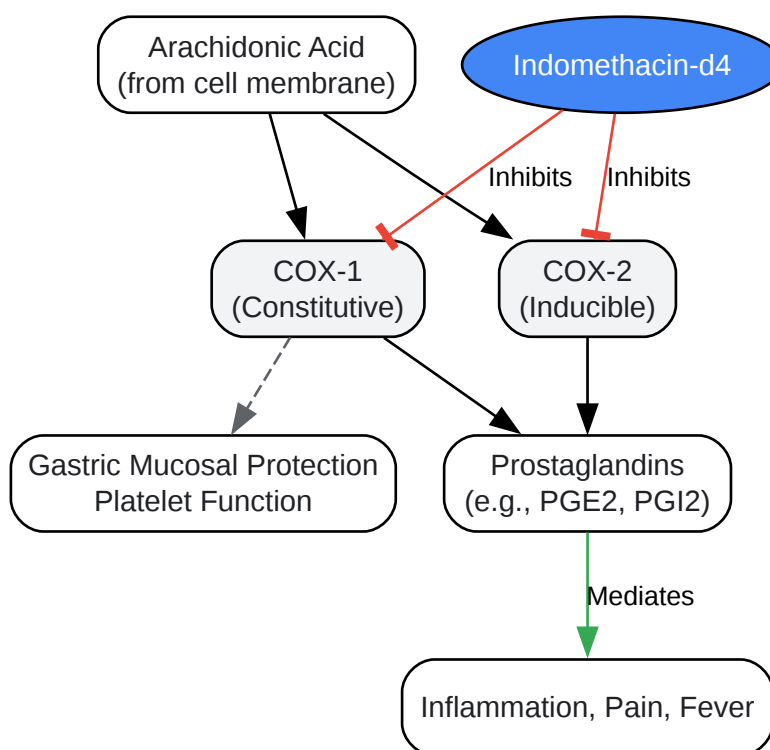 Arachidonic Acid
(from cell membrane)
Indomethacin-d4
Inhibits
Inhibits
COX-1
(Constitutive)
COX-2
(Inducible)
Gastric Mucosal Protection
Platelet Function
Prostaglandins
(e.g., PGE2, PGI2)
Mediates
Inflammation, Pain, Fever